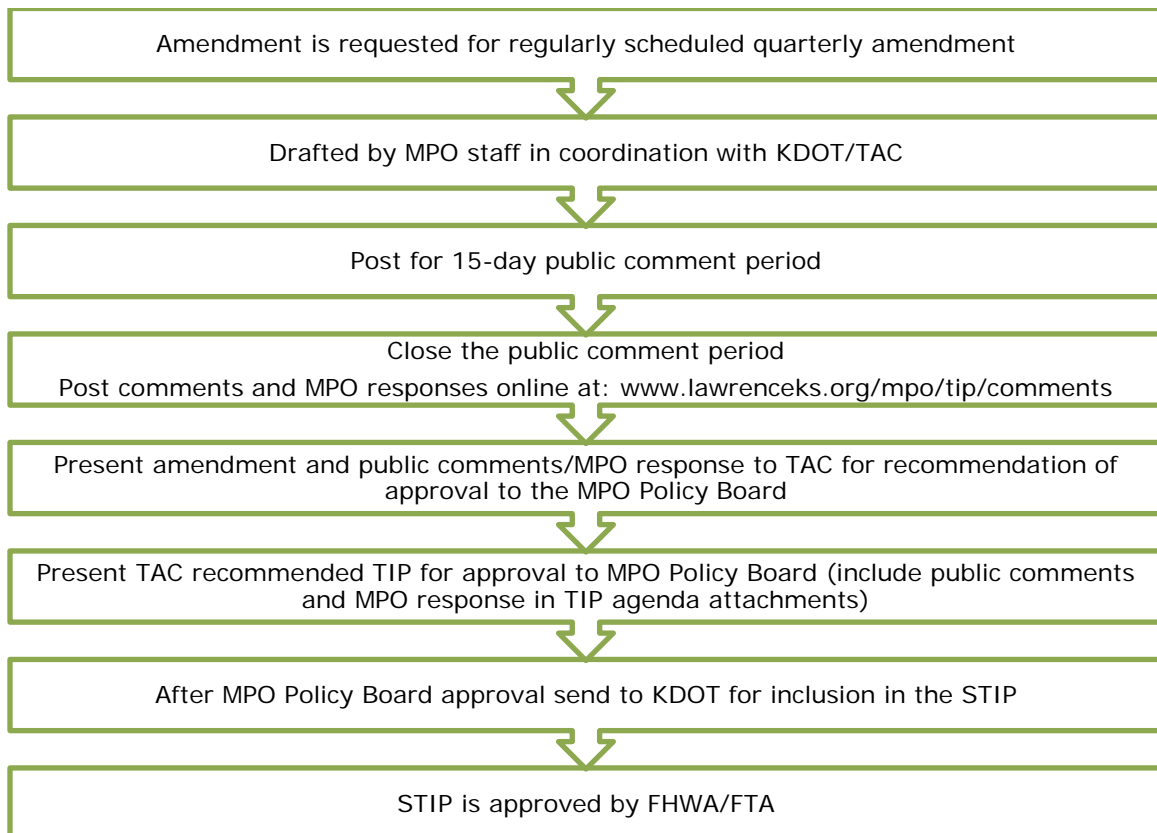 Amendment is requested for regularly scheduled quarterly amendment
Drafted by MPO staff in coordination with KDOT/TAC
Post for 15-day public comment period
Close the public comment period
Post comments and MPO responses online at: www.lawrenceks.org/mpo/tip/comments
Present amendment and public comments/MPO response to TAC for recommendation of
approval to the MPO Policy Board
Present TAC recommended TIP for approval to MPO Policy Board (include public comments
and MPO response in TIP agenda attachments)
After MPO Policy Board approval send to KDOT for inclusion in the STIP
STIP is approved by FHWA/FTA